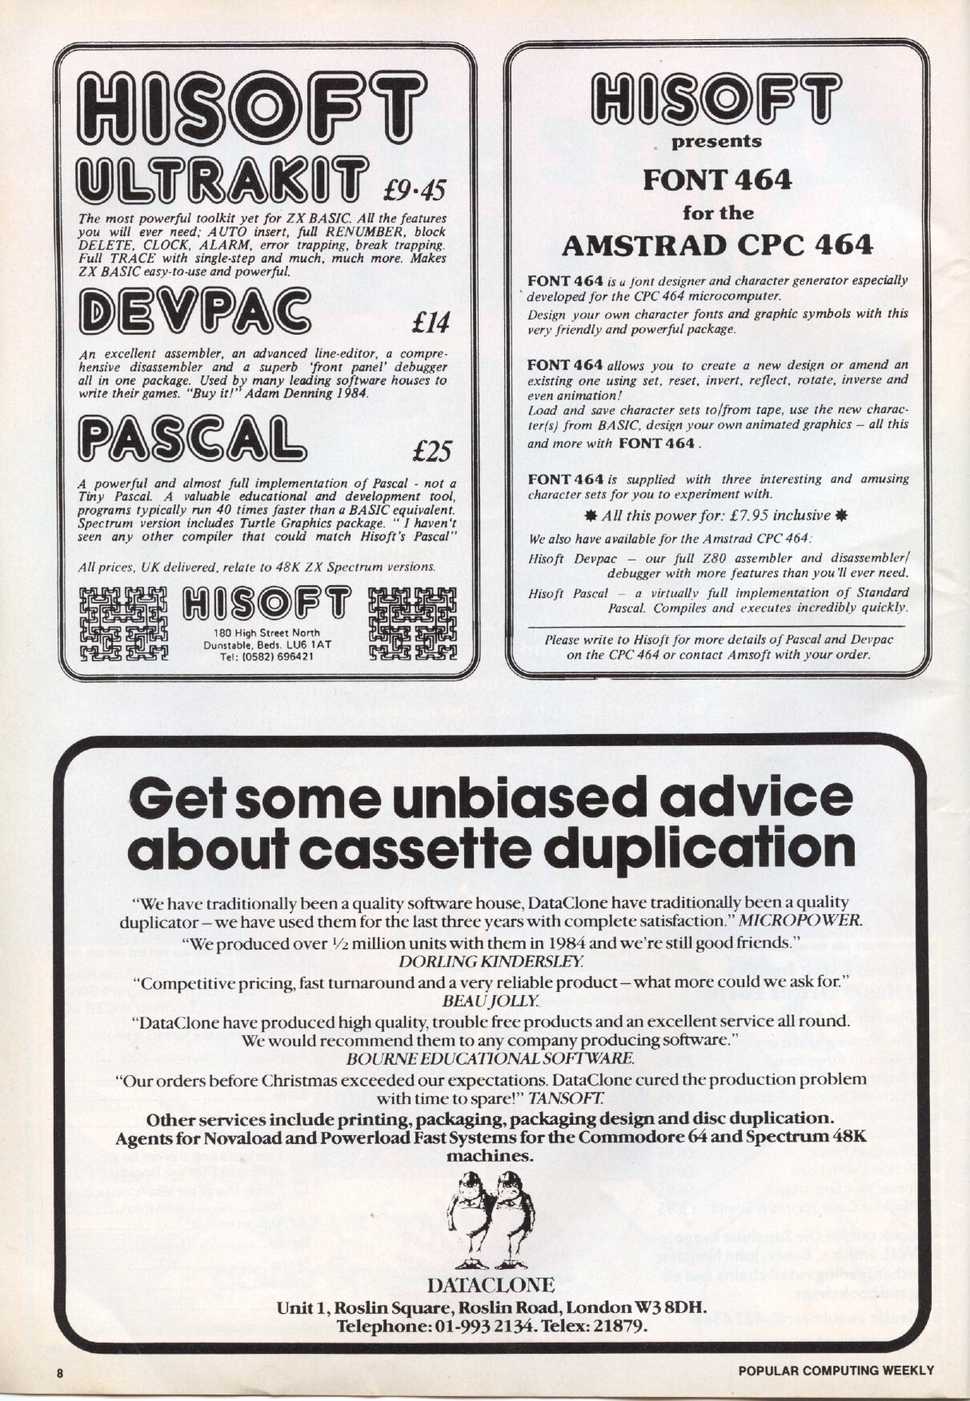 HISOFT
ULTRAKIT £9·45
The most powerful toolkit yet for ZX BASIC. All the features
you will ever need; AUTO insert, full RENUMBER, block
DELETE, CLOCK, ALARM, error trapping, break trapping.
Full TRACE with single-step and much, much more. Makes
ZX BASIC easy-to-use and powerful.
DEVPAC £14
An excellent assembler, an advanced line-editor, a compre-
hensive disassembler and a superb 'front panel' debugger
all in one package. Used by many leading software houses to
write their games. "Buy it!" Adam Denning 1984.
PASCAL £25
A powerful and almost full implementation of Pascal - not a
Tiny Pascal. A valuable educational and development tool,
programs typically run 40 times faster than a BASIC equivalent.
Spectrum version includes Turtle Graphics package. " I haven't
seen any other compiler that could match Hisoft's Pascal"
All prices, UK delivered, relate to 48K ZX Spectrum versions.
HISOFT
180 High Street North
Dunstable, Beds. LU6 1AT
Tel: (0582) 696421
HISOFT
presents
FONT 464
for the
AMSTRAD CPC 464
FONT 464 is a font designer and character generator especially
developed for the CPC 464 microcomputer.
Design your own character fonts and graphic symbols with this
very friendly and powerful package.
FONT 464 allows you to create a new design or amend an
existing one using set, reset, invert, reflect, rotate, inverse and
even animation!
Load and save character sets to/from tape, use the new charac-
ter(s) from BASIC, design your own animated graphics – all this
and more with FONT 464 .
FONT 464 is supplied with three interesting and amusing
character sets for you to experiment with.
✸ All this power for: £7.95 inclusive ✸
We also have available for the Amstrad CPC 464:
Hisoft Devpac – our full Z80 assembler and disassembler/
debugger with more features than you'll ever need.
Hisoft Pascal – a virtually full implementation of Standard
Pascal. Compiles and executes incredibly quickly.
Please write to Hisoft for more details of Pascal and Devpac
on the CPC 464 or contact Amsoft with your order.
Get some unbiased advice
about cassette duplication
"We have traditionally been a quality software house, DataClone have traditionally been a quality
duplicator – we have used them for the last three years with complete satisfaction." MICROPOWER.
"We produced over ½ million units with them in 1984 and we're still good friends."
DORLING KINDERSLEY.
"Competitive pricing, fast turnaround and a very reliable product – what more could we ask for."
BEAU JOLLY.
"DataClone have produced high quality, trouble free products and an excellent service all round.
We would recommend them to any company producing software."
BOURNE EDUCATIONAL SOFTWARE.
"Our orders before Christmas exceeded our expectations. DataClone cured the production problem
with time to spare!" TANSOFT.
Other services include printing, packaging, packaging design and disc duplication.
Agents for Novaload and Powerload Fast Systems for the Commodore 64 and Spectrum 48K
machines.
DATACLONE
Unit 1, Roslin Square, Roslin Road, London W3 8DH.
Telephone: 01-993 2134. Telex: 21879.
8
POPULAR COMPUTING WEEKLY